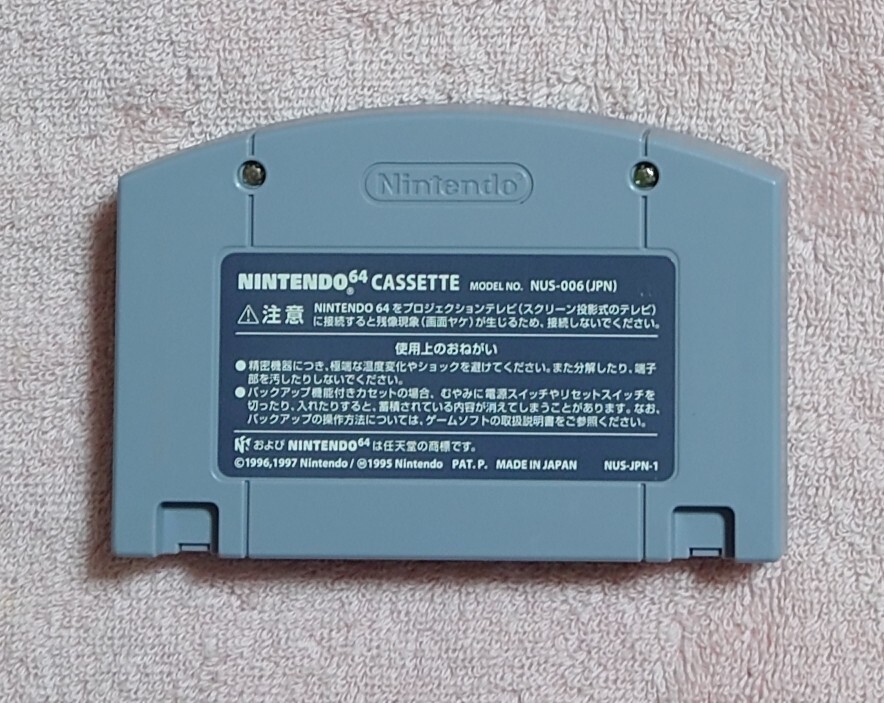 Nintendo®
NINTENDO64® CASSETTE MODEL NO. NUS-006(JPN)
⚠注意 NINTENDO 64 をプロジェクションテレビ(スクリーン投影式のテレビ)
に接続すると残像現象(画面ヤケ)が生じるため、接続しないでください。
使用上のおねがい
●精密機器につき、極端な温度変化やショックを避けてください。また分解したり、端子
部を汚したりしないでください。
●バックアップ機能付きカセットの場合、むやみに電源スイッチやリセットスイッチを
切ったり、入れたりすると、蓄積されている内容が消えてしまうことがあります。なお、
バックアップの操作方法については、ゲームソフトの取扱説明書をご参照ください。
および NINTENDO64 は任天堂の商標です。
©1996,1997 Nintendo / Ⓜ1995 Nintendo PAT. P. MADE IN JAPAN NUS-JPN-1